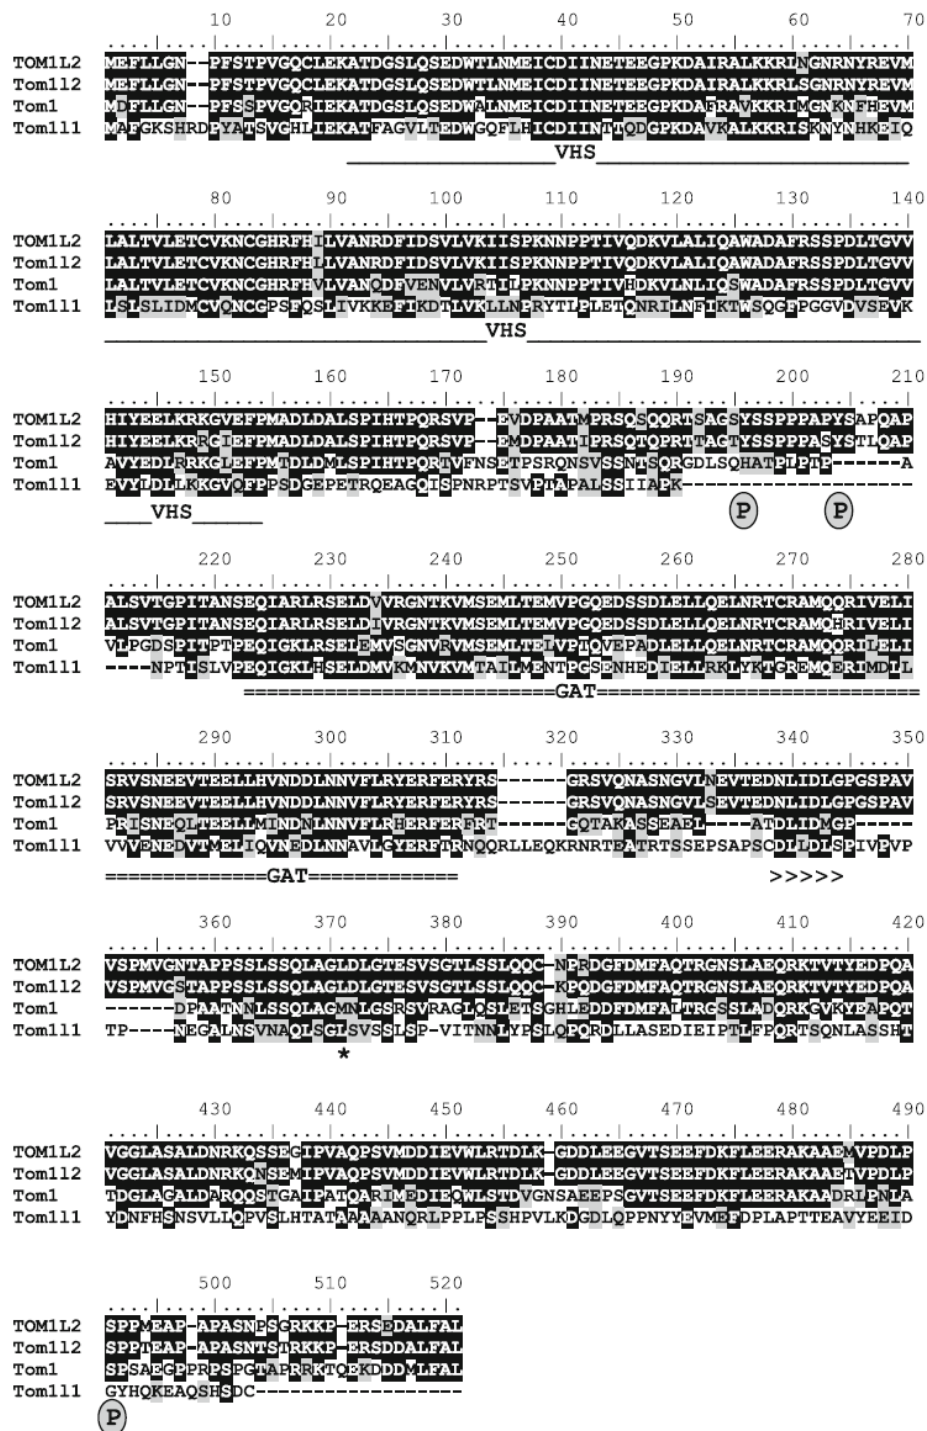 10 20 30 40 50 60 70
TOM1L2 MEFLLGN--PFSTPVGQCLEKATDGSLQSEDWTLNMEICDIINETEEGPKDAIRALKKRLNGNRNYREVM
Tom1l2 MEFLLGN--PFSTPVGQCLEKATDGSLQSEDWTLNMEICDIINETEEGPKDAIRALKKRLSGNRNYREVM
Tom1 MDFLLGN--PFSSPVGQRIEKATDGSLQSEDWALNMEICDIINETEEGPKDAFRAVKKRIMGNKNFHEVM
Tom1l1 MAFGKSHRDPYATSVGHLIEKATFAGVLTEDWGQFLHICDIINTTQDGPKDAVKALKKRISKNYNHKEIQ
VHS
80 90 100 110 120 130 140
TOM1L2 LALTVLETCVKNCGHRFHILVANRDFIDSVLVKIISPKNNPPTIVQDKVLALIQAWADAFRSSPDLTGVV
Tom1l2 LALTVLETCVKNCGHRFHLLVANRDFIDSVLVKIISPKNNPPTIVQDKVLALIQAWADAFRSSPDLTGVV
Tom1 LALTVLETCVKNCGHRFHVLVANQDFVENVLVRTILPKNNPPTIVHDKVLNLIQSWADAFRSSPDLTGVV
Tom1l1 LSLSLIDMCVQNCGPSFQSLIVKKEFIKDTLVKLLNPRYTLPLETQNRILNFIKTWSQGFPGGVDVSEVK
VHS
150 160 170 180 190 200 210
TOM1L2 HIYEELKRKGVEFPMADLDALSPIHTPQRSVP--EVDPAATMPRSQSQQRTSAGSYSSPPPAPYSAPQAP
Tom1l2 HIYEELKRRGIEFPMADLDALSPIHTPQRSVP--EMDPAATIPRSQTQPRTTAGTYSSPPPASYSTLQAP
Tom1 AVYEDLRRKGLEFPMTDLDMLSPIHTPQRTVFNSETPSRQNSVSSNTSQRGDLSQHATPLPTP------A
Tom1l1 EVYLDLLKKGVQFPPSDGEPETRQEAGQISPNRPTSVPTAPALSSIIAPK--------------------
VHS P P
220 230 240 250 260 270 280
TOM1L2 ALSVTGPITANSEQIARLRSELDVVRGNTKVMSEMLTEMVPGQEDSSDLELLQELNRTCRAMQQRIVELI
Tom1l2 ALSVTGPITANSEQIARLRSELDIVRGNTKVMSEMLTEMVPGQEDSSDLELLQELNRTCRAMQHRIVELI
Tom1 VLPGDSPITPTPEQIGKLRSELEMVSGNVRVMSEMLTELVPTQVEPADLELLQELNRTCRAMQQRILELI
Tom1l1 ----NPTISLVPEQIGKLHSELDMVKMNVKVMTAILMENTPGSENHEDIELLRKLYKTGREMQERIMDLL
===========================GAT============================
290 300 310 320 330 340 350
TOM1L2 SRVSNEEVTEELLHVNDDLNNVFLRYERFERYRS------GRSVQNASNGVLNEVTEDNLIDLGPGSPAV
Tom1l2 SRVSNEEVTEELLHVNDDLNNVFLRYERFERYRS------GRSVQNASNGVLSEVTEDNLIDLGPGSPAV
Tom1 PRISNEQLTEELLMINDNLNNVFLRHERFERFRT------GQTAKASSEAEL----ATDLIDMGP-----
Tom1l1 VVVENEDVTMELIQVNEDLNNAVLGYERFTRNQQRLLEQKRNRTEATRTSSEPSAPSCDLLDLSPIVPVP
==============GAT============= >>>>>
360 370 380 390 400 410 420
TOM1L2 VSPMVGNTAPPSSLSSQLAGLDLGTESVSGTLSSLQQC-NPRDGFDMFAQTRGNSLAEQRKTVTYEDPQA
Tom1l2 VSPMVGSTAPPSSLSSQLAGLDLGTESVSGTLSSLQQC-KPQDGFDMFAQTRGNSLAEQRKTVTYEDPQA
Tom1 ------DPAATNNLSSQLAGMNLGSRSVRAGLQSLETSGHLEDDFDMFALTRGSSLADQRKGVKYEAPQT
Tom1l1 TP----NEGALNSVNAQLSGLSVSSLSP-VITNNLYPSLQPQRDLLASEDIEIPTLFPQRTSQNLASSHT
*
430 440 450 460 470 480 490
TOM1L2 VGGLASALDNRKQSSEGIPVAQPSVMDDIEVWLRTDLK-GDDLEEGVTSEEFDKFLEERAKAAEMVPDLP
Tom1l2 VGGLASALDNRKQNSEMIPVAQPSVMDDIEVWLRTDLK-GDDLEEGVTSEEFDKFLEERAKAAETVPDLP
Tom1 TDGLAGALDARQQSTGAIPATQARIMEDIEQWLSTDVGNSAEEPSGVTSEEFDKFLEERAKAADRLPNLA
Tom1l1 YDNFHSNSVLLQPVSLHTATAAAAANQRLPPLPSSHPVLKDGDLQPPNYYEVMEFDPLAPTTEAVYEEID
500 510 520
TOM1L2 SPPMEAP-APASNPSGRKKP-ERSEDALFAL
Tom1l2 SPPTEAP-APASNTSTRKKP-ERSDDALFAL
Tom1 SPSAEGPPRPSPGTAPRRKTQEKDDDMLFAL
Tom1l1 GYHQKEAQSHSDC------------------
P